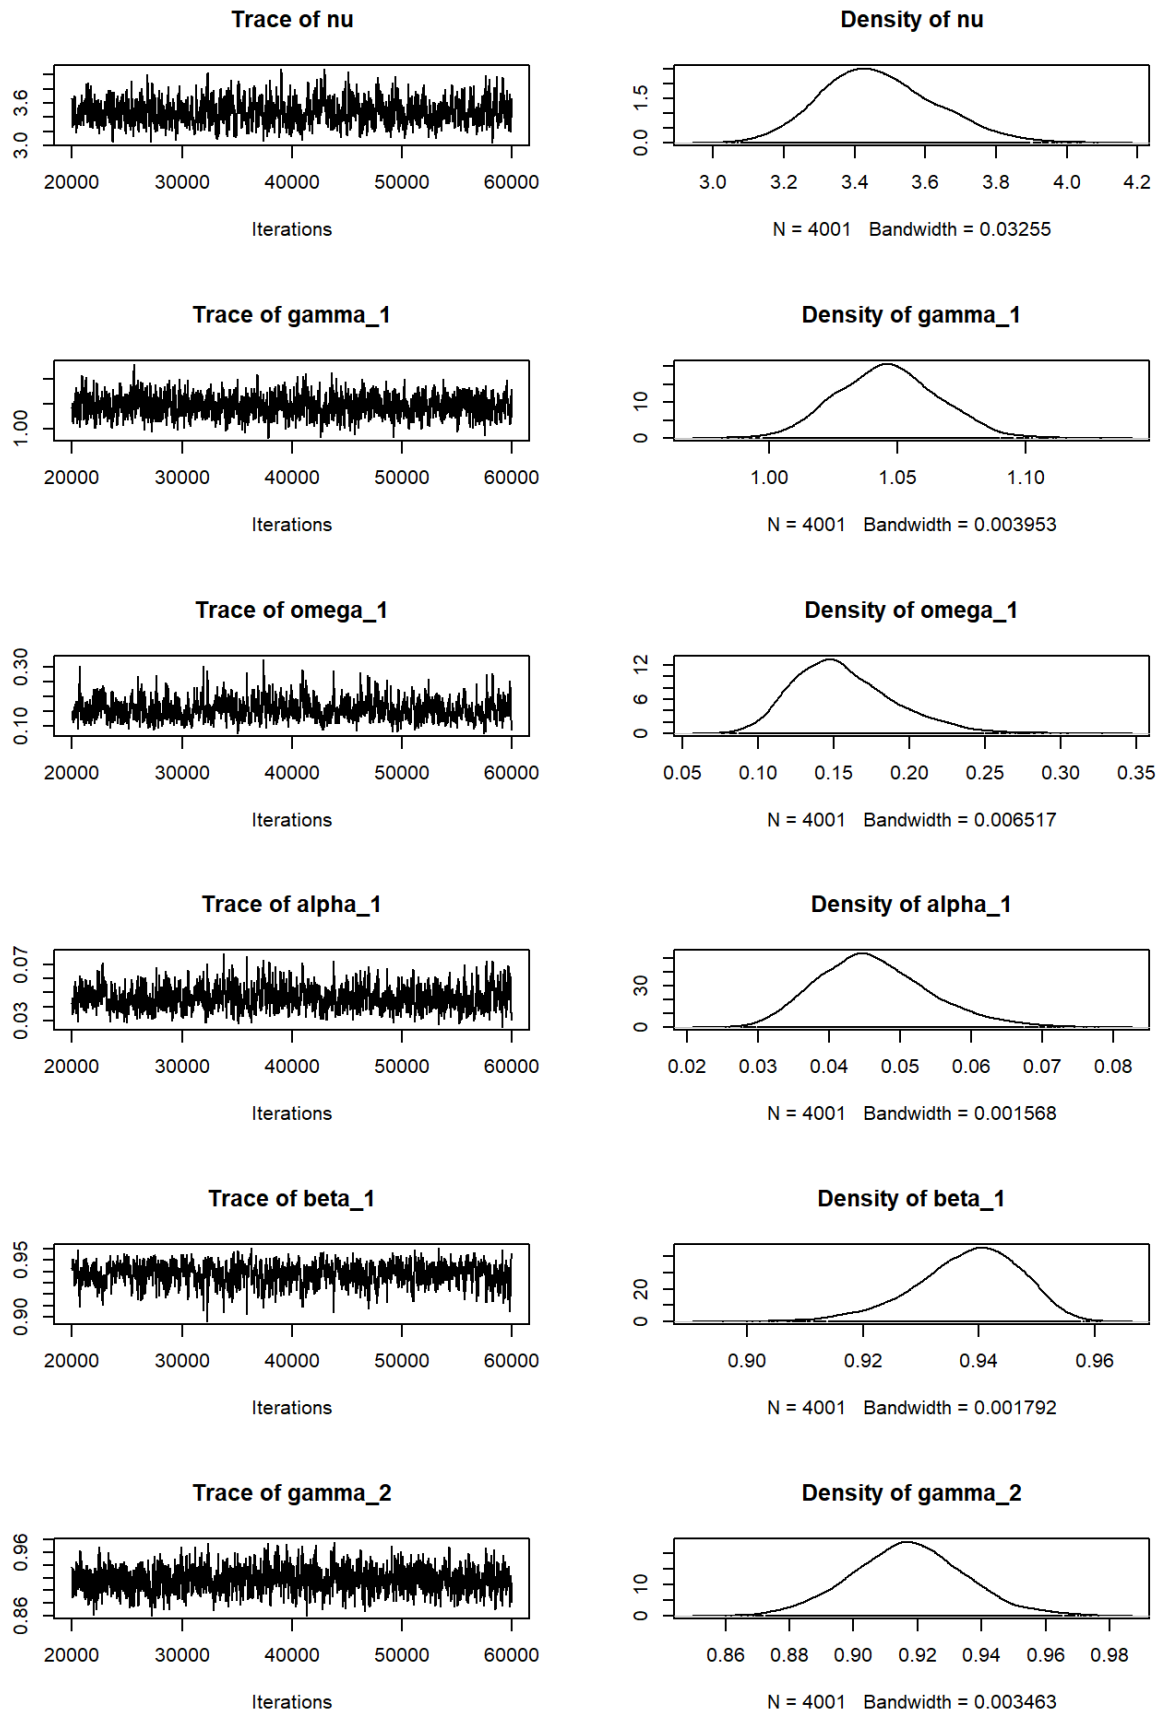 Trace of nu
Density of nu
3.0 3.6
0.0 1.5
20000 30000 40000 50000 60000
3.0 3.2 3.4 3.6 3.8 4.0 4.2
Iterations
N = 4001 Bandwidth = 0.03255
Trace of gamma_1
Density of gamma_1
1.00
0 10
20000 30000 40000 50000 60000
1.00 1.05 1.10
Iterations
N = 4001 Bandwidth = 0.003953
Trace of omega_1
Density of omega_1
0.10 0.30
0 6 12
20000 30000 40000 50000 60000
0.05 0.10 0.15 0.20 0.25 0.30 0.35
Iterations
N = 4001 Bandwidth = 0.006517
Trace of alpha_1
Density of alpha_1
0.03 0.07
0 30
20000 30000 40000 50000 60000
0.02 0.03 0.04 0.05 0.06 0.07 0.08
Iterations
N = 4001 Bandwidth = 0.001568
Trace of beta_1
Density of beta_1
0.90 0.95
0 20
20000 30000 40000 50000 60000
0.90 0.92 0.94 0.96
Iterations
N = 4001 Bandwidth = 0.001792
Trace of gamma_2
Density of gamma_2
0.86 0.96
0 10
20000 30000 40000 50000 60000
0.86 0.88 0.90 0.92 0.94 0.96 0.98
Iterations
N = 4001 Bandwidth = 0.003463